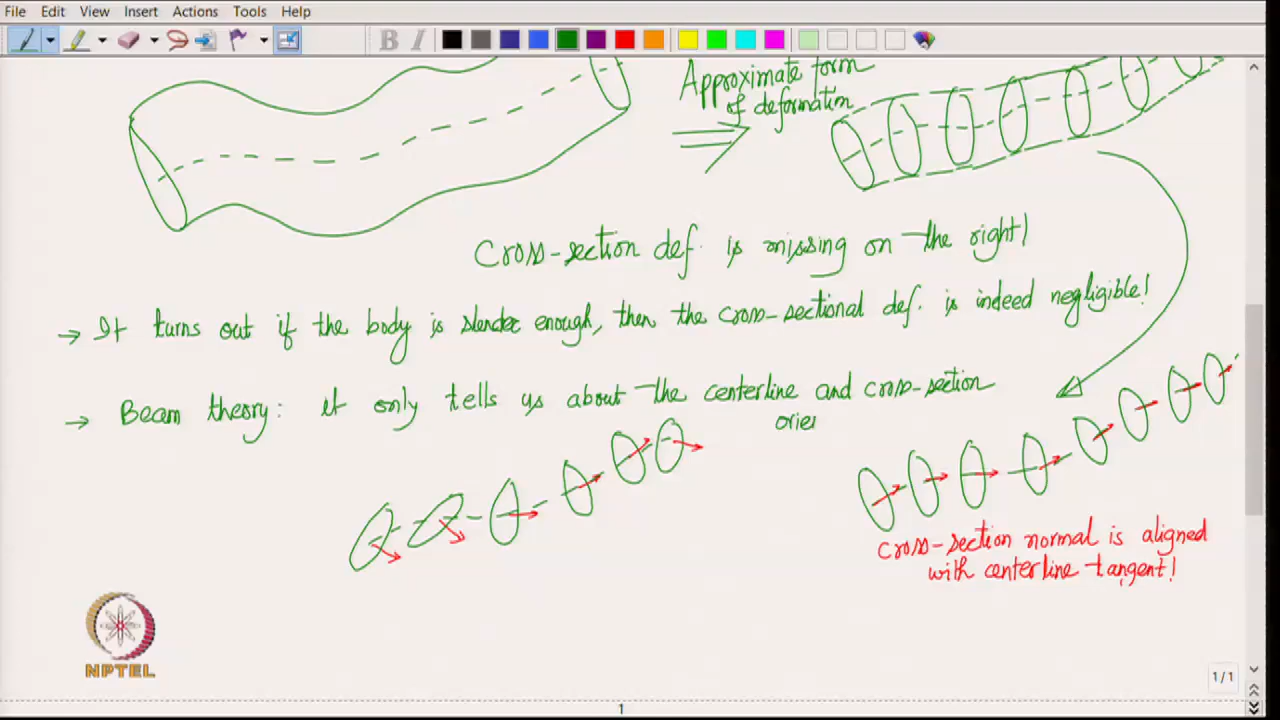 File Edit View Insert Actions Tools Help
B I
Approximate form
of deformation
Cross-section def. is missing on the right!
→ It turns out if the body is slender enough, then the cross-sectional def. is indeed negligible!
→ Beam theory: it only tells us about the centerline and cross-section
orien
cross-section normal is aligned
with centerline tangent!
NPTEL
1/1
1